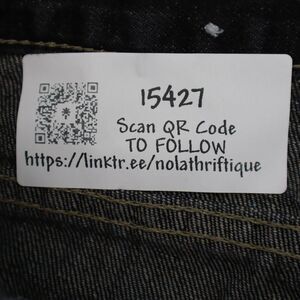 15427
Scan QR Code
TO FOLLOW
https://linktr.ee/nolathriftique